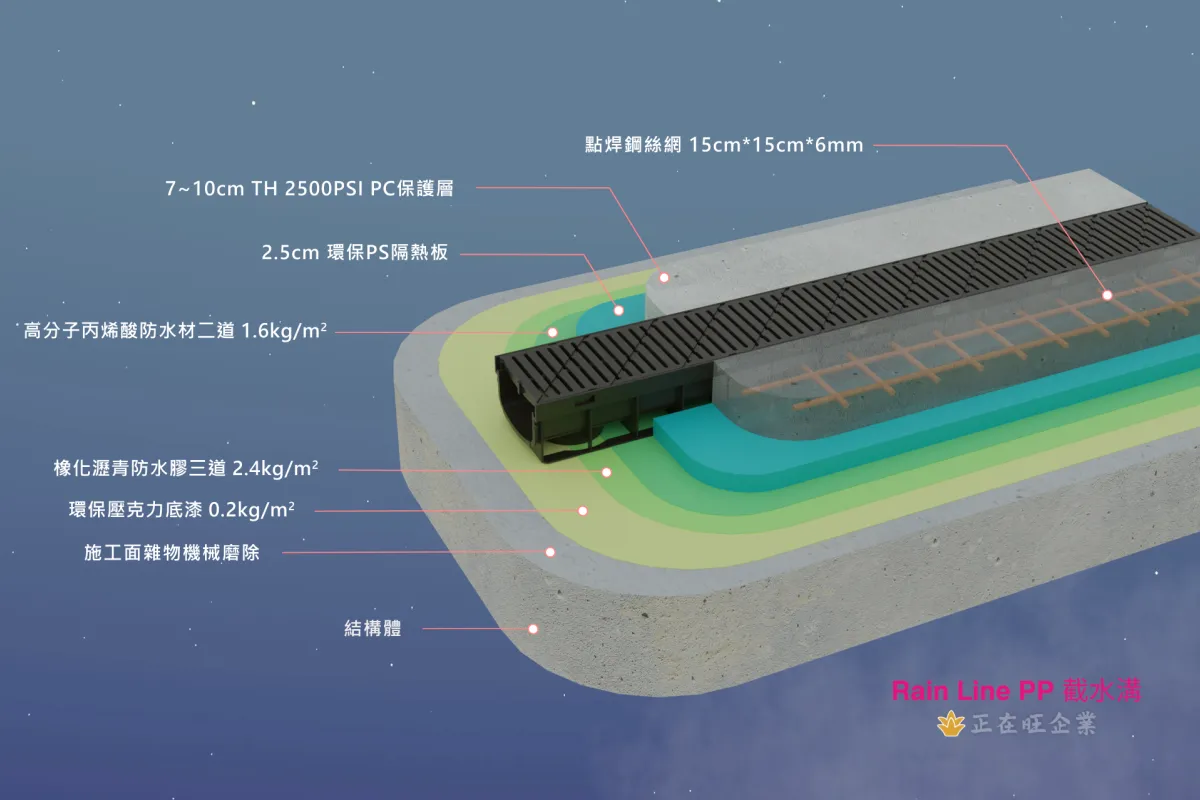 點焊鋼絲網 15cm*15cm*6mm
7~10cm TH 2500PSI PC保護層
2.5cm 環保PS隔熱板
高分子丙烯酸防水材二道 1.6kg/m²
橡化瀝青防水膠三道 2.4kg/m²
環保壓克力底漆 0.2kg/m²
施工面雜物機械磨除
結構體
Rain Line PP 截水溝
正在旺企業